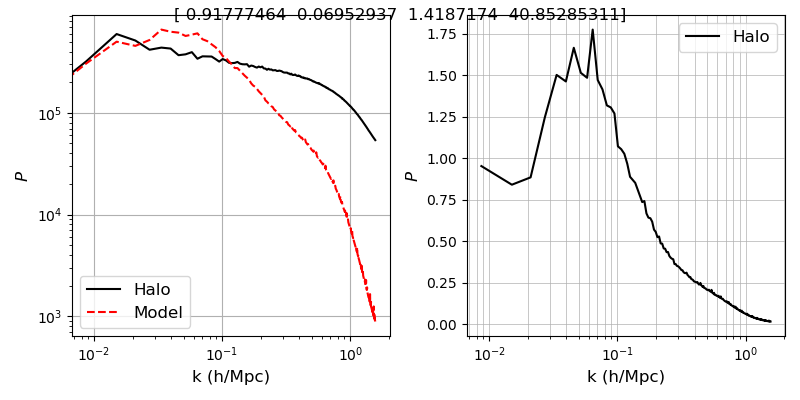 [ 0.91777464 0.06952937 1.4187174 40.85285311]
P
10⁵
10⁴
10³
Halo
Model
10⁻² 10⁻¹ 10⁰
k (h/Mpc)
P
1.75
1.50
1.25
1.00
0.75
0.50
0.25
0.00
Halo
10⁻² 10⁻¹ 10⁰
k (h/Mpc)